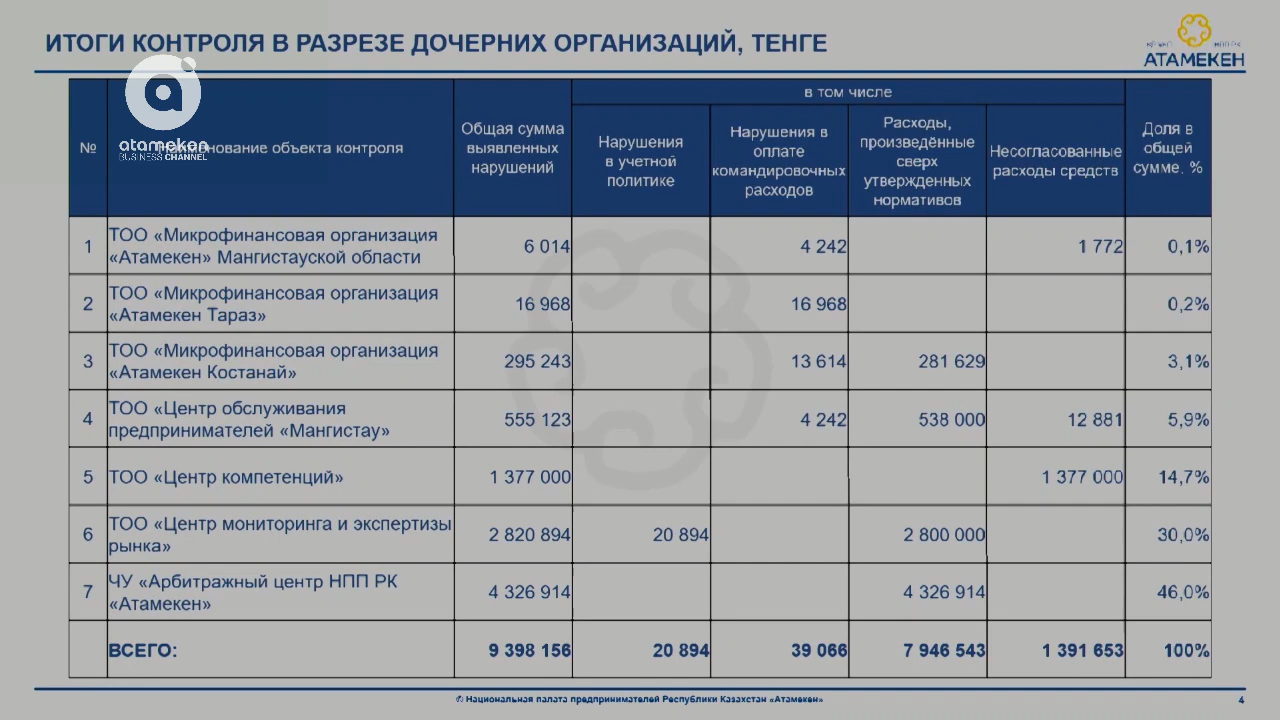 ИТОГИ КОНТРОЛЯ В РАЗРЕЗЕ ДОЧЕРНИХ ОРГАНИЗАЦИЙ, ТЕНГЕ
АТАМЕКЕН
atameken
BUSINESS CHANNEL
№
объекта контроля
Общая сумма
выявленных
нарушений
в том числе
Нарушения
в учетной
политике
Нарушения в
оплате
командировочных
расходов
Расходы,
произведённые
сверх
утвержденных
нормативов
Несогласованные
расходы средств
Доля в
общей
сумме. %
1
ТОО «Микрофинансовая организация
«Атамекен» Мангистауской области
6 014
4 242
1 772
0,1%
2
ТОО «Микрофинансовая организация
«Атамекен Тараз»
16 968
16 968
0,2%
3
ТОО «Микрофинансовая организация
«Атамекен Костанай»
295 243
13 614
281 629
3,1%
4
ТОО «Центр обслуживания
предпринимателей «Мангистау»
555 123
4 242
538 000
12 881
5,9%
5
ТОО «Центр компетенций»
1 377 000
1 377 000
14,7%
6
ТОО «Центр мониторинга и экспертизы
рынка»
2 820 894
20 894
2 800 000
30,0%
7
ЧУ «Арбитражный центр НПП РК
«Атамекен»
4 326 914
4 326 914
46,0%
ВСЕГО:
9 398 156
20 894
39 066
7 946 543
1 391 653
100%
© Национальная палата предпринимателей Республики Казахстан «Атамекен»
4